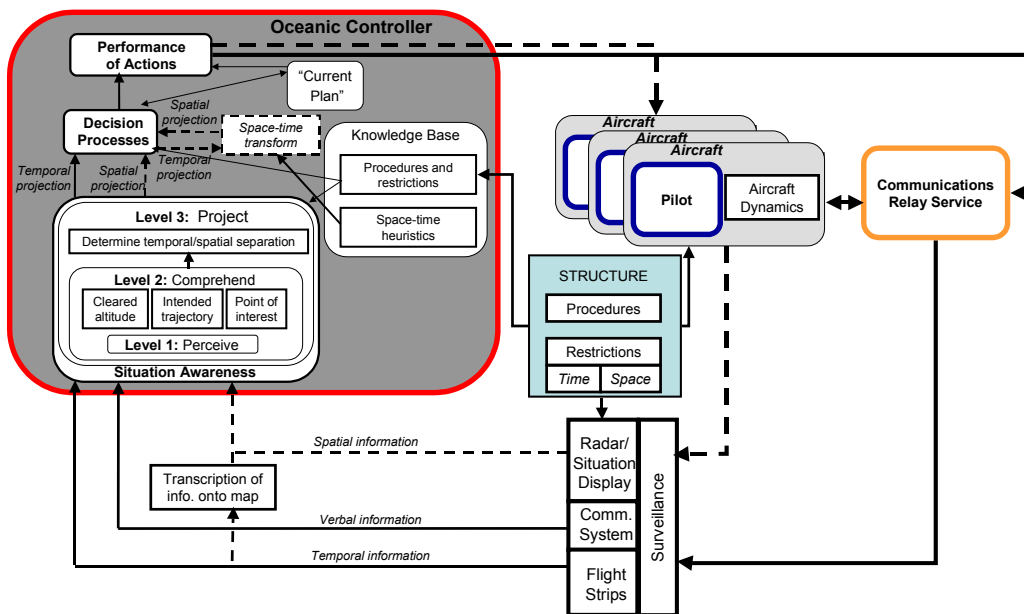 Oceanic Controller
Performance
of Actions
“Current
Plan”
Spatial
projection
Decision
Processes
Space-time
transform
Temporal
projection
Temporal
projection
Spatial
projection
Knowledge Base
Procedures and
restrictions
Space-time
heuristics
Level 3: Project
Determine temporal/spatial separation
Level 2: Comprehend
Cleared
altitude
Intended
trajectory
Point of
interest
Level 1: Perceive
Situation Awareness
Aircraft
Aircraft
Aircraft
Pilot
Aircraft
Dynamics
Communications
Relay Service
STRUCTURE
Procedures
Restrictions
Time
Space
Spatial information
Transcription of
info. onto map
Verbal information
Temporal information
Radar/
Situation
Display
Comm.
System
Flight
Strips
Surveillance